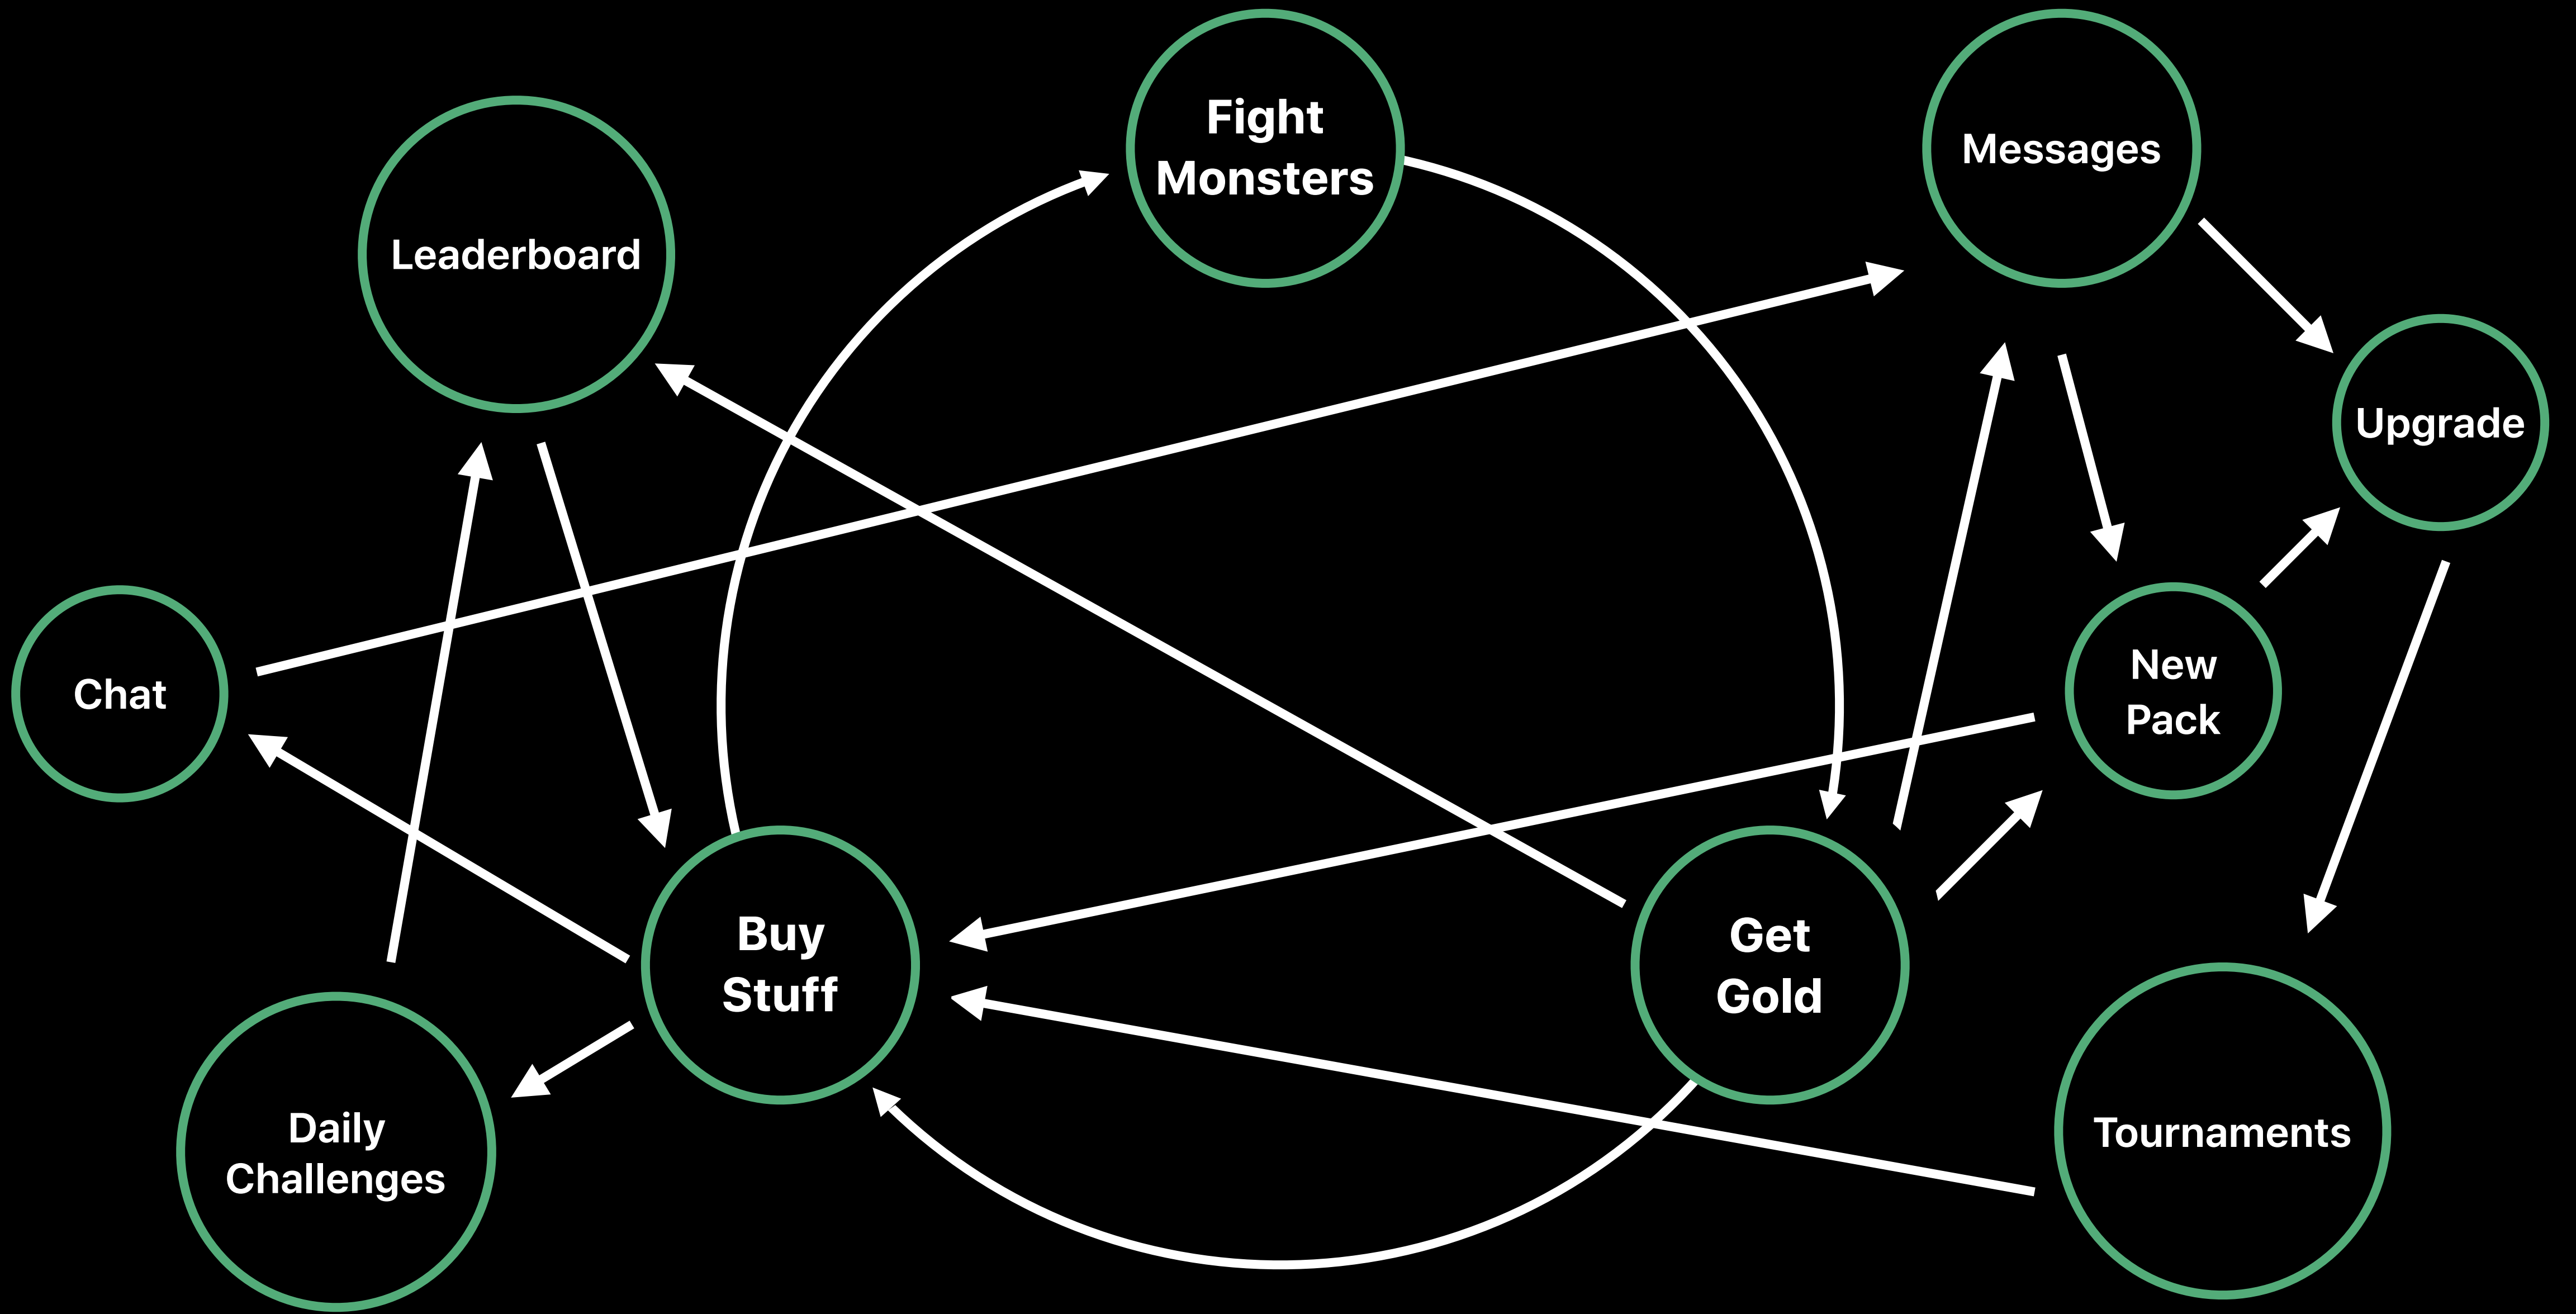 Fight
Monsters
Messages
Leaderboard
Upgrade
Chat
New
Pack
Buy
Stuff
Get
Gold
Daily
Challenges
Tournaments